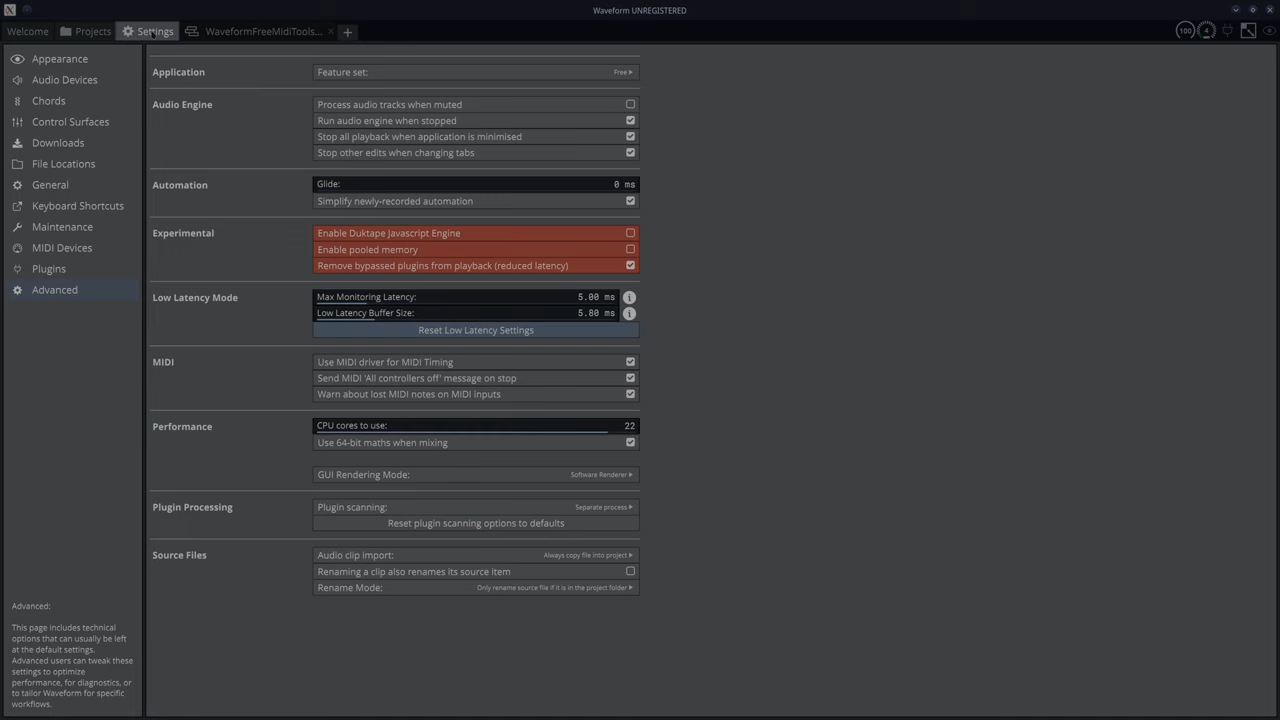 Waveform UNREGISTERED
Welcome
Projects
Settings
WaveformFreeMidiTools...
100
4
Appearance
Audio Devices
Chords
Control Surfaces
Downloads
File Locations
General
Keyboard Shortcuts
Maintenance
MIDI Devices
Plugins
Advanced
Application
Feature set: Free
Audio Engine
Process audio tracks when muted
Run audio engine when stopped
Stop all playback when application is minimised
Stop other edits when changing tabs
Automation
Glide: 0 ms
Simplify newly-recorded automation
Experimental
Enable Duktape Javascript Engine
Enable pooled memory
Remove bypassed plugins from playback (reduced latency)
Low Latency Mode
Max Monitoring Latency: 5.00 ms
Low Latency Buffer Size: 5.80 ms
Reset Low Latency Settings
MIDI
Use MIDI driver for MIDI Timing
Send MIDI 'All controllers off' message on stop
Warn about lost MIDI notes on MIDI inputs
Performance
CPU cores to use: 22
Use 64-bit maths when mixing
GUI Rendering Mode: Software Renderer
Plugin Processing
Plugin scanning: Separate process
Reset plugin scanning options to defaults
Source Files
Audio clip import: Always copy file into project
Renaming a clip also renames its source item
Rename Mode: Only rename source file if it is in the project folder
Advanced:
This page includes technical
options that can usually be left
at the default settings.
Advanced users can tweak these
settings to optimize
performance, for diagnostics, or
to tailor Waveform for specific
workflows.